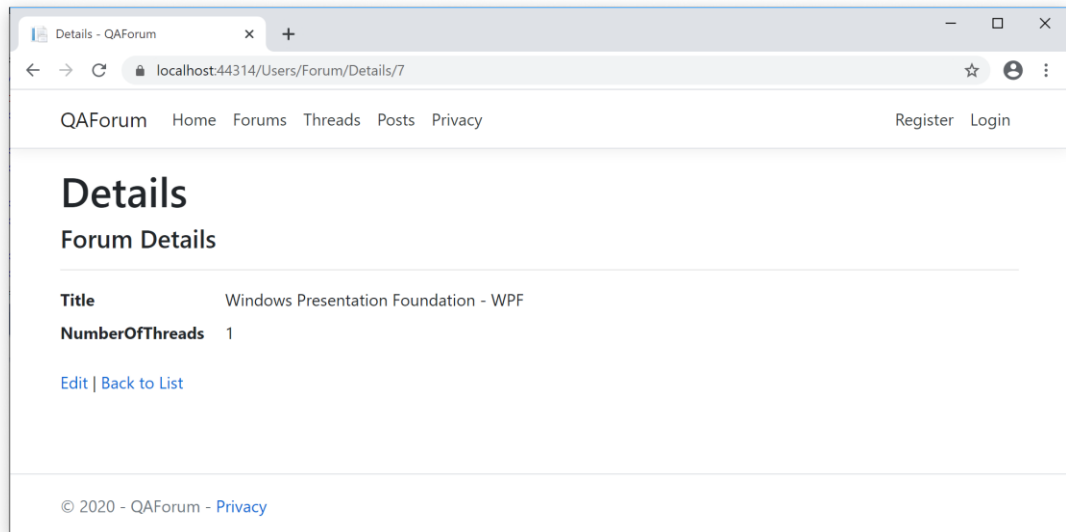 Details - QAForum
localhost:44314/Users/Forum/Details/7
QAForum Home Forums Threads Posts Privacy Register Login
Details
Forum Details
Title Windows Presentation Foundation - WPF
NumberOfThreads 1
Edit | Back to List
© 2020 - QAForum - Privacy